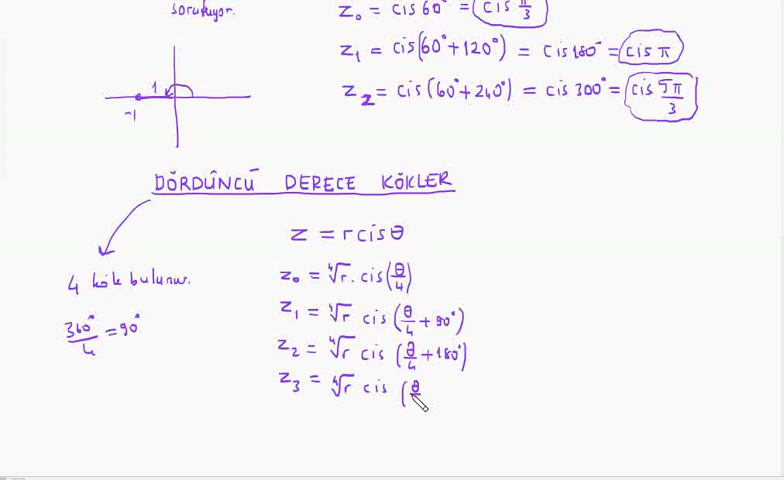 soruluyor.
z₀ = cis 60° = cis π/3
z₁ = cis(60°+120°) = cis 180° = cis π
z₂ = cis(60°+240°) = cis 300° = cis 5π/3
1
-1
DÖRDÜNCÜ DERECE KÖKLER
z = r cis θ
4 kök bulunur.
360°/4 = 90°
z₀ = ⁴√r . cis(θ/4)
z₁ = ⁴√r cis (θ/4 + 90°)
z₂ = ⁴√r cis (θ/4 + 180°)
z₃ = ⁴√r cis (θ